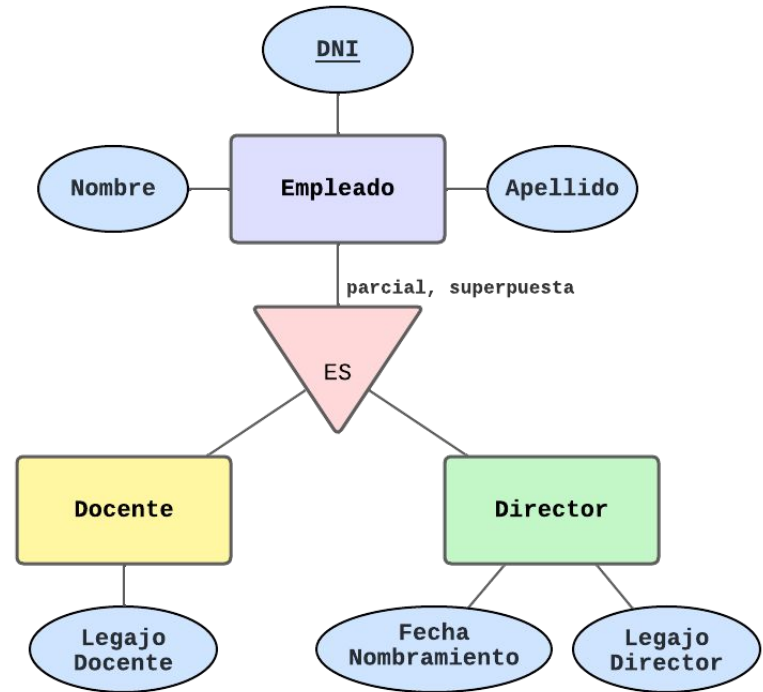 DNI
Nombre
Empleado
Apellido
parcial, superpuesta
ES
Docente
Director
Legajo
Docente
Fecha
Nombramiento
Legajo
Director